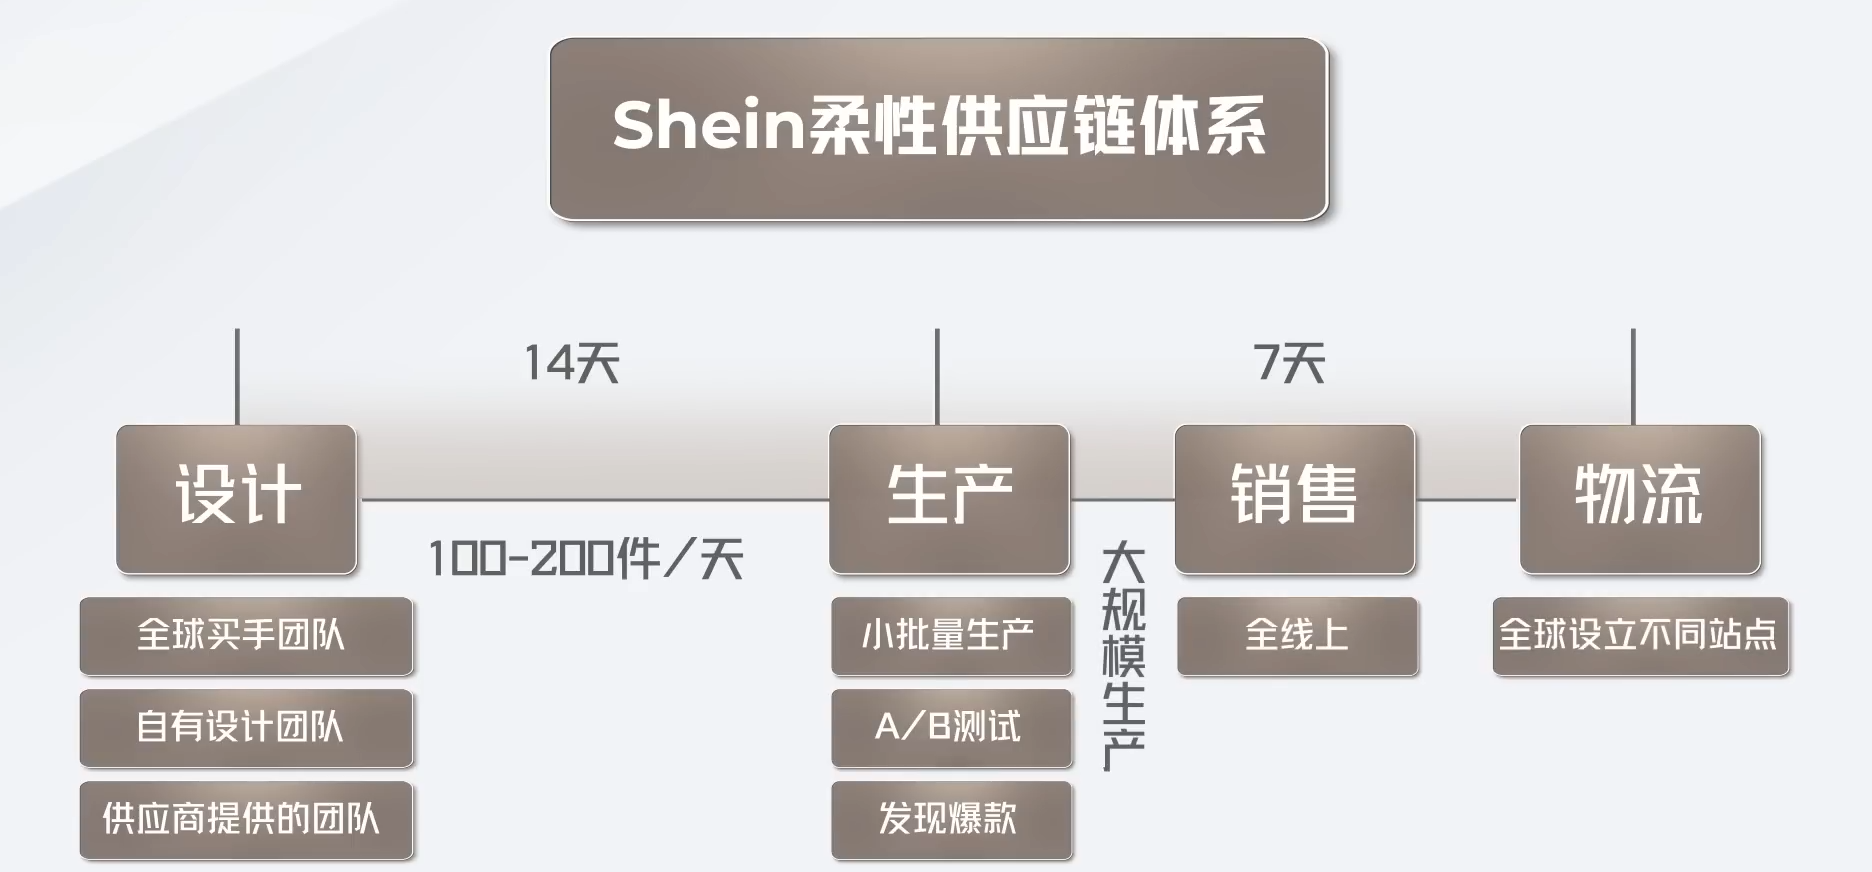 Shein柔性供应链体系
14天
7天
设计
生产
销售
物流
100-200件/天
大规模生产
全球买手团队
小批量生产
全线上
全球设立不同站点
自有设计团队
A/B测试
供应商提供的团队
发现爆款